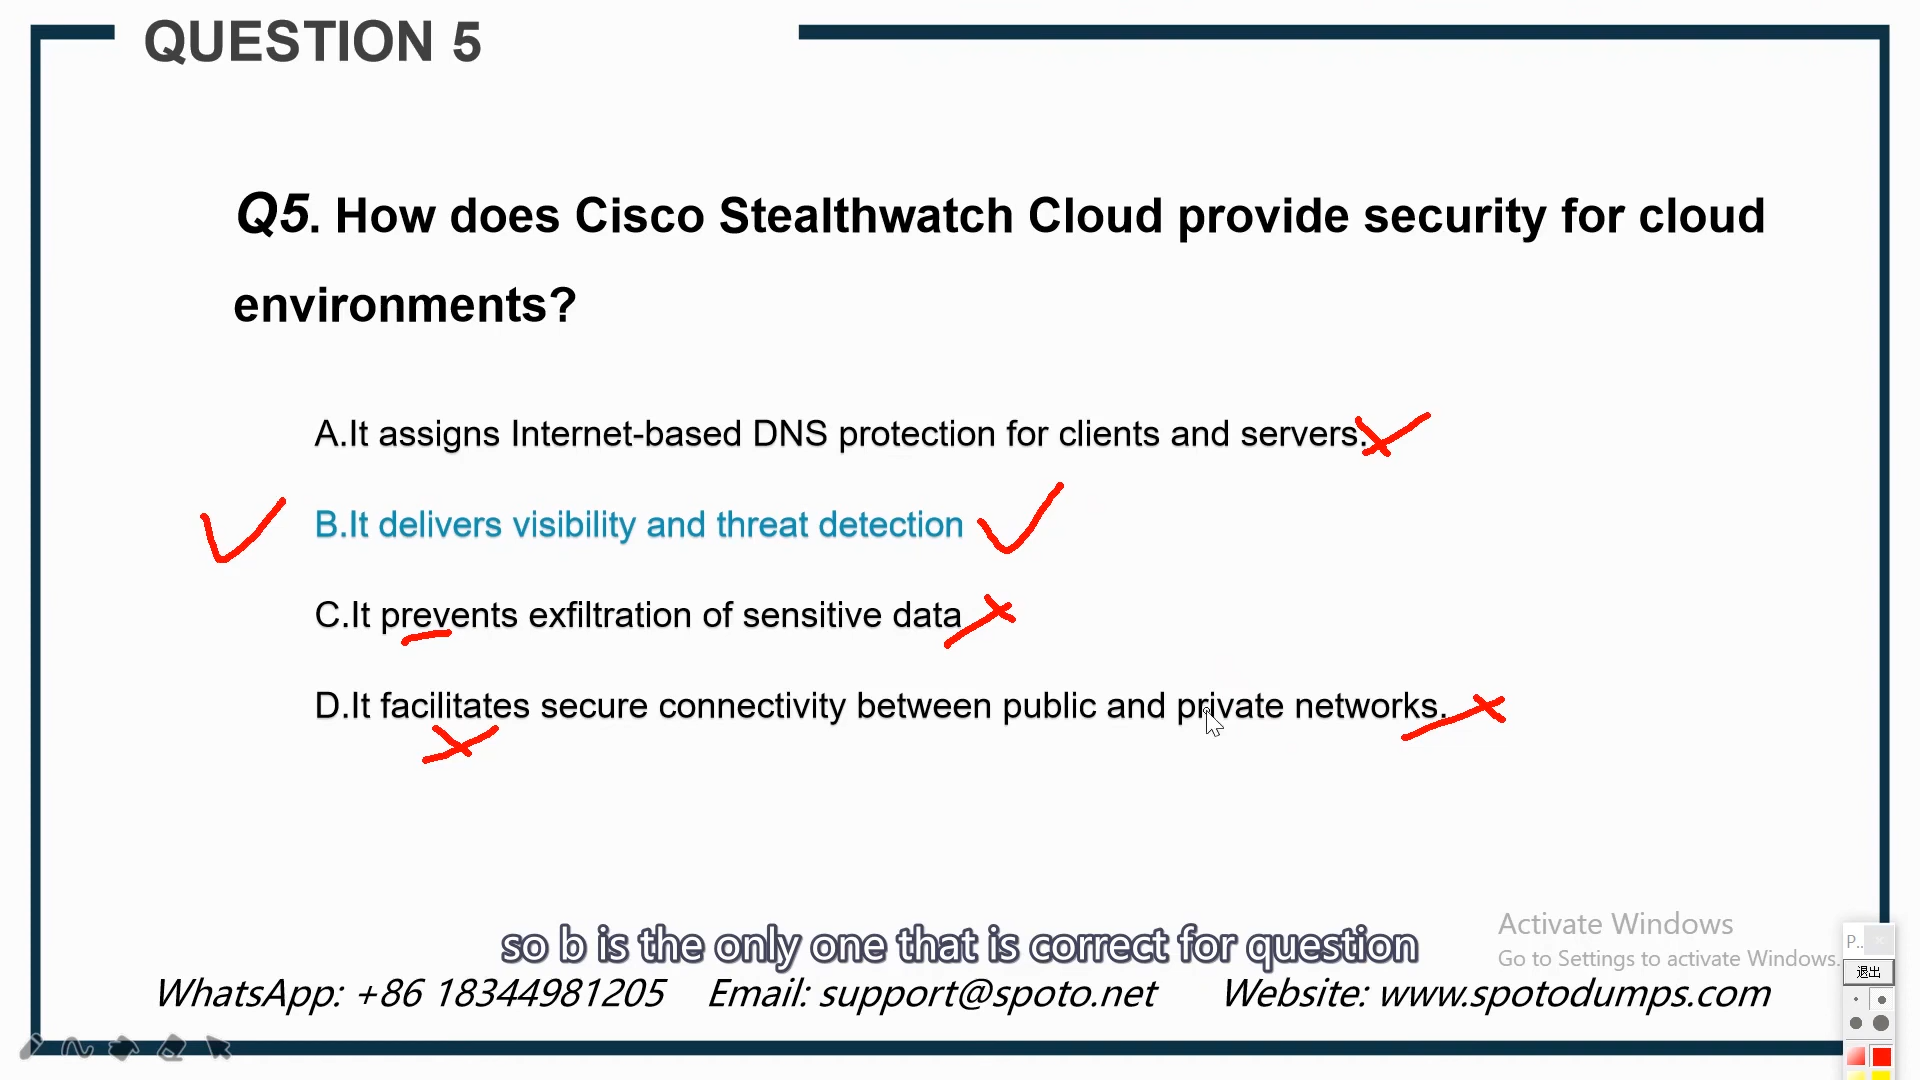 QUESTION 5
Q5. How does Cisco Stealthwatch Cloud provide security for cloud
environments?
A.It assigns Internet-based DNS protection for clients and servers.
B.It delivers visibility and threat detection
C.It prevents exfiltration of sensitive data
D.It facilitates secure connectivity between public and private networks.
so b is the only one that is correct for question
Activate Windows
Go to Settings to activate Windows.
P..
退出
WhatsApp: +86 18344981205 Email: support@spoto.net Website: www.spotodumps.com